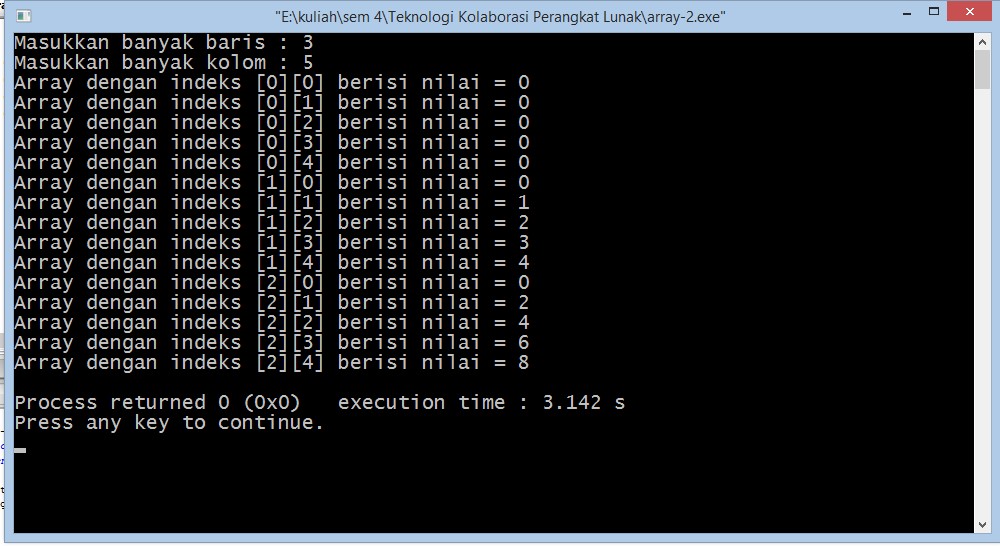 "E:\kuliah\sem 4\Teknologi Kolaborasi Perangkat Lunak\array-2.exe"
Masukkan banyak baris : 3
Masukkan banyak kolom : 5
Array dengan indeks [0][0] berisi nilai = 0
Array dengan indeks [0][1] berisi nilai = 0
Array dengan indeks [0][2] berisi nilai = 0
Array dengan indeks [0][3] berisi nilai = 0
Array dengan indeks [0][4] berisi nilai = 0
Array dengan indeks [1][0] berisi nilai = 0
Array dengan indeks [1][1] berisi nilai = 1
Array dengan indeks [1][2] berisi nilai = 2
Array dengan indeks [1][3] berisi nilai = 3
Array dengan indeks [1][4] berisi nilai = 4
Array dengan indeks [2][0] berisi nilai = 0
Array dengan indeks [2][1] berisi nilai = 2
Array dengan indeks [2][2] berisi nilai = 4
Array dengan indeks [2][3] berisi nilai = 6
Array dengan indeks [2][4] berisi nilai = 8
Process returned 0 (0x0)   execution time : 3.142 s
Press any key to continue.